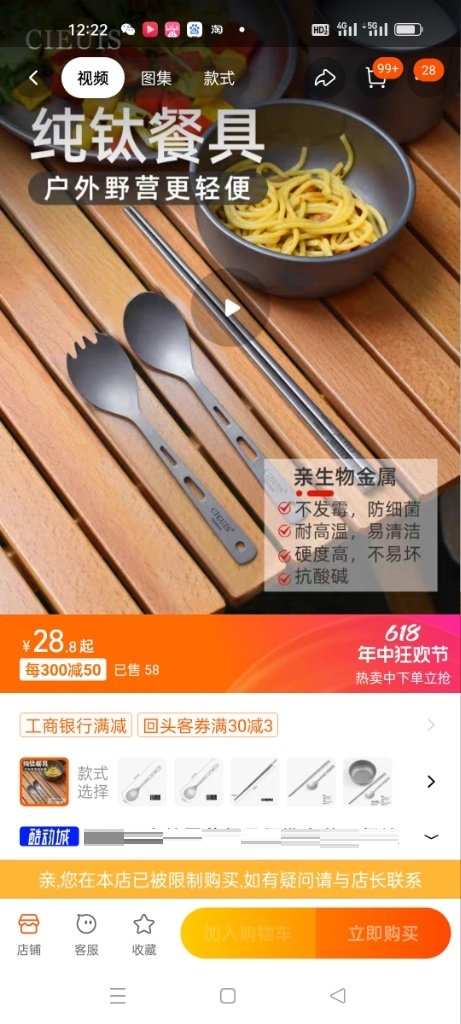 12:22
淘
HD
4G
5G
CIEUIS
视频
图集
款式
99+
28
纯钛餐具
户外野营更轻便
CIEUIS
亲生物金属
不发霉，防细菌
耐高温，易清洁
硬度高，不易坏
抗酸碱
¥28.8起
618
年中狂欢节
每300减50 已售 58
热卖中下单立抢
工商银行满减 回头客券满30减3
纯钛餐具
款式
选择
酷动城
亲,您在本店已被限制购买,如有疑问请与店长联系
店铺
客服
收藏
加入购物车
立即购买